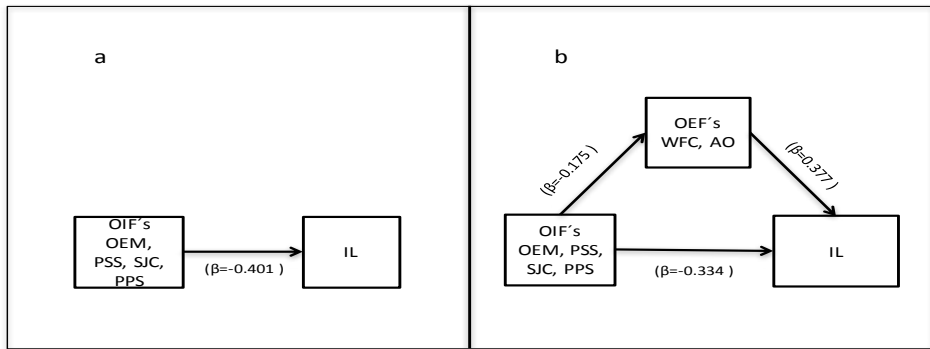 a
OIF´s
OEM,
PSS, SJC,
PPS
(β=-0.401 )
IL
b
OEF´s
WFC, AO
(β=-0.175 )
(β=0.377 )
OIF´s
OEM, PSS,
SJC, PPS
(β=-0.334 )
IL